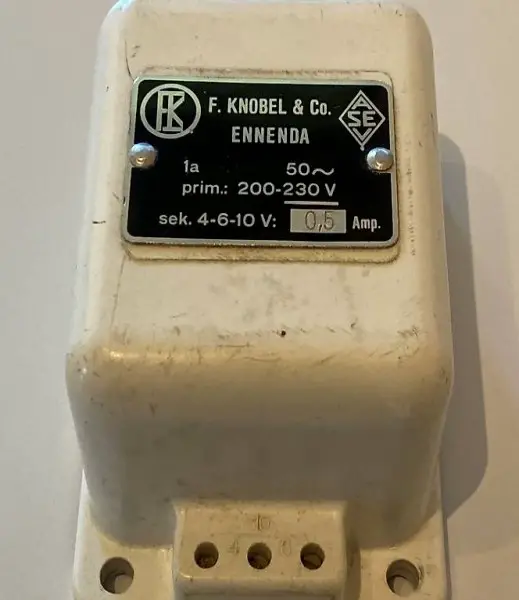 FK F. KNOBEL & Co. ASEV
ENNENDA
1a 50~
prim.: 200-230 V
sek. 4-6-10 V: 0,5 Amp.
10
4 6